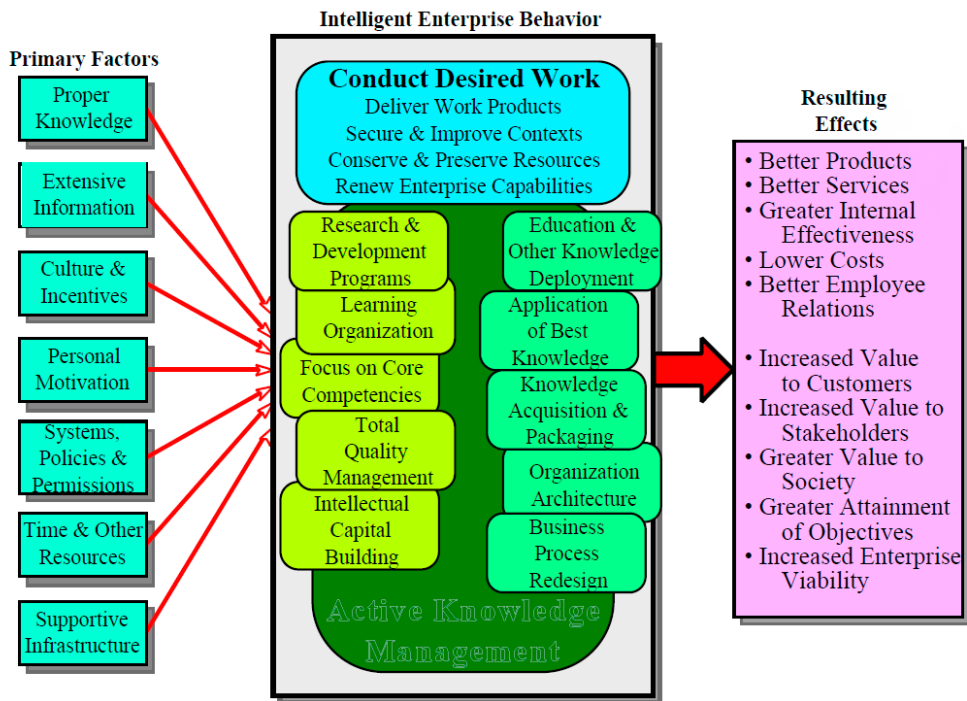 Intelligent Enterprise Behavior
Primary Factors
Proper
Knowledge
Extensive
Information
Culture &
Incentives
Personal
Motivation
Systems,
Policies &
Permissions
Time & Other
Resources
Supportive
Infrastructure
Conduct Desired Work
Deliver Work Products
Secure & Improve Contexts
Conserve & Preserve Resources
Renew Enterprise Capabilities
Research &
Development
Programs
Learning
Organization
Focus on Core
Competencies
Total
Quality
Management
Intellectual
Capital
Building
Education &
Other Knowledge
Deployment
Application
of Best
Knowledge
Knowledge
Acquisition &
Packaging
Organization
Architecture
Business
Process
Redesign
Active Knowledge
Management
Resulting
Effects
• Better Products
• Better Services
• Greater Internal
Effectiveness
• Lower Costs
• Better Employee
Relations
• Increased Value
to Customers
• Increased Value to
Stakeholders
• Greater Value to
Society
• Greater Attainment
of Objectives
• Increased Enterprise
Viability